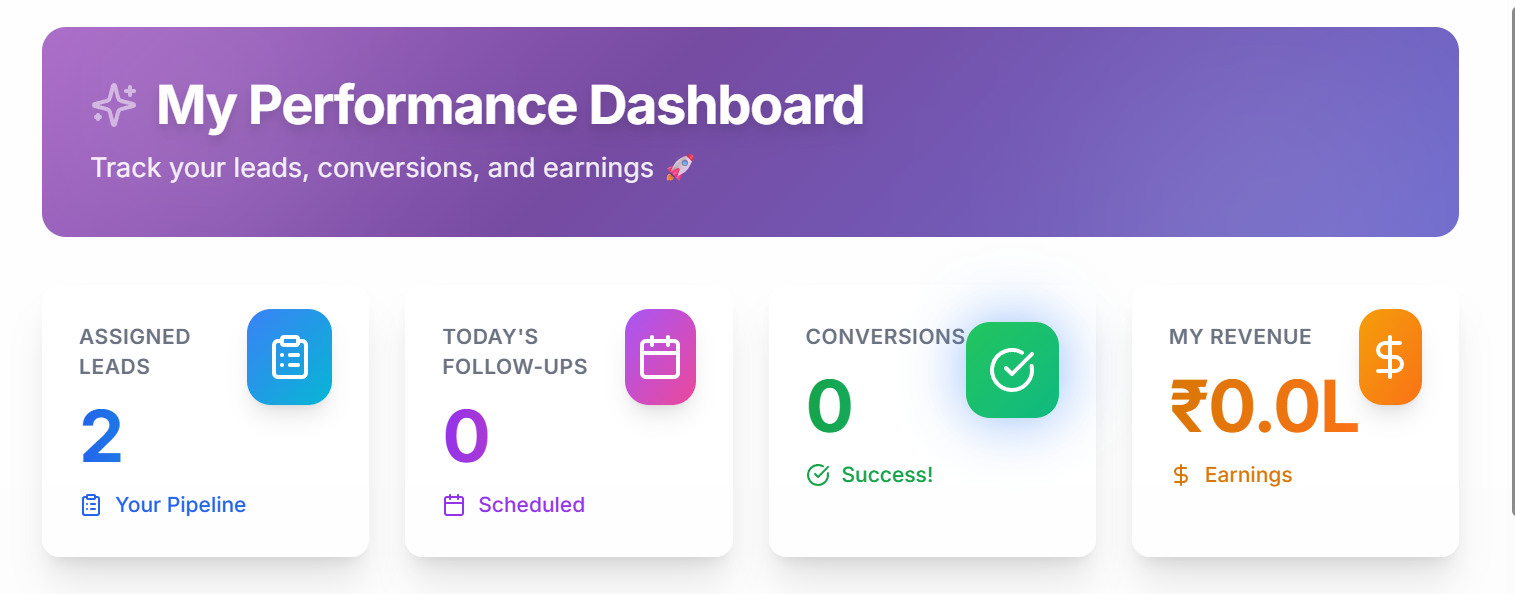 My Performance Dashboard
Track your leads, conversions, and earnings 🚀
ASSIGNED
LEADS
2
Your Pipeline
TODAY'S
FOLLOW-UPS
0
Scheduled
CONVERSIONS
0
Success!
MY REVENUE
₹0.0L
Earnings